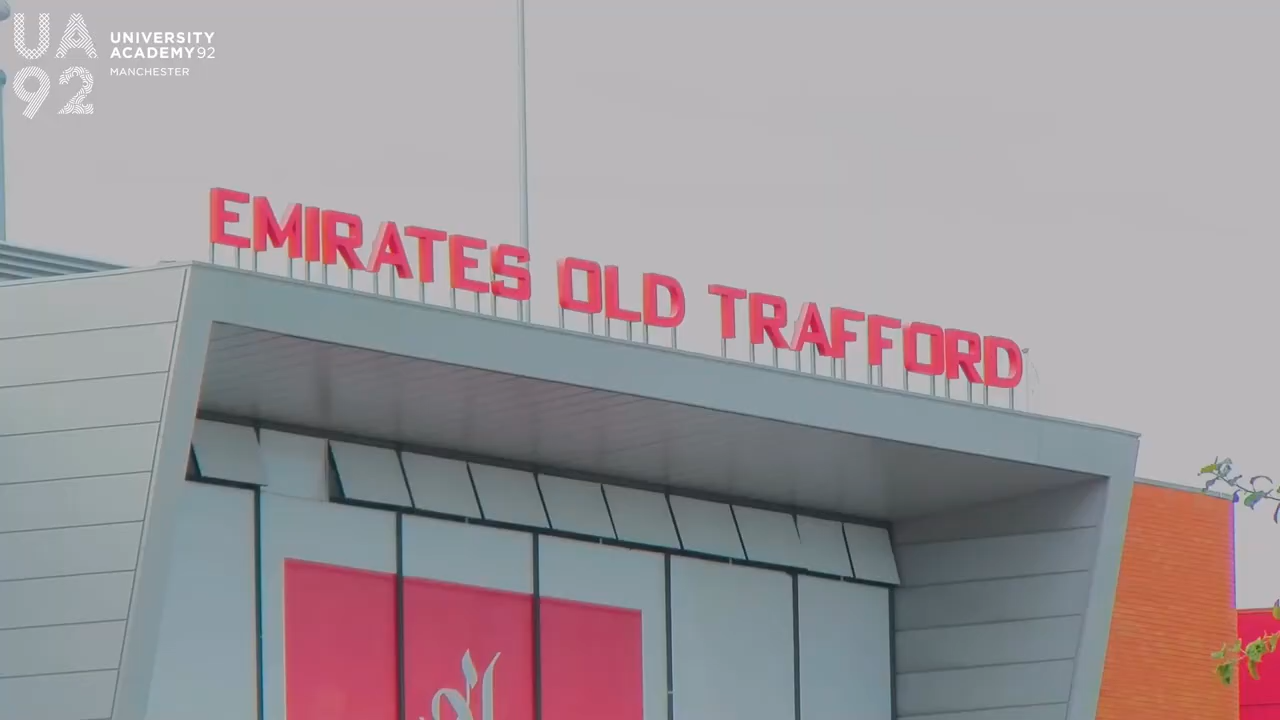 UA
92
UNIVERSITY
ACADEMY92
MANCHESTER
EMIRATES OLD TRAFFORD